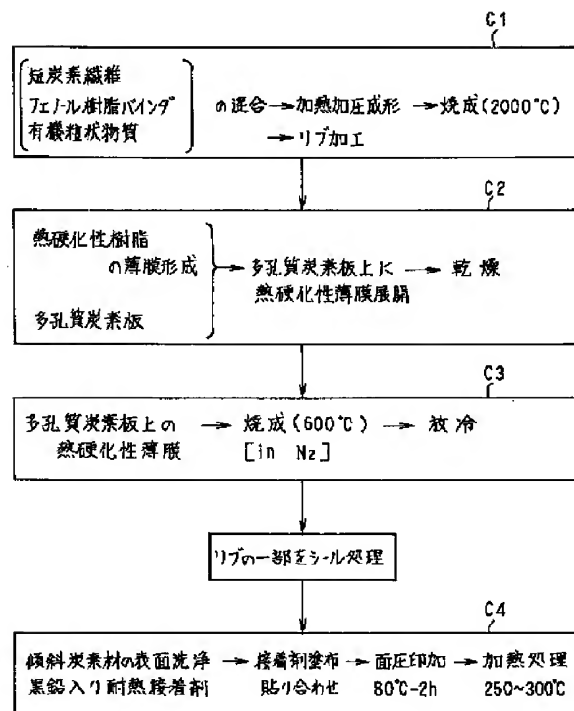 C1
短炭素繊維
フェノール樹脂バインダ の混合→加熱加圧成形→焼成(2000℃)
有機粒状物質 →リブ加工
C2
熱硬化性樹脂
の薄膜形成 →多孔質炭素板上に→乾燥
熱硬化性薄膜展開
多孔質炭素板
C3
多孔質炭素板上の→焼成(600℃)→放冷
熱硬化性薄膜 [in N2]
リブの一部をシール処理
C4
傾斜炭素材の表面洗浄→接着剤塗布→面圧印加→加熱処理
黒鉛入り耐熱接着剤 貼り合わせ 80℃-2h 250~300℃